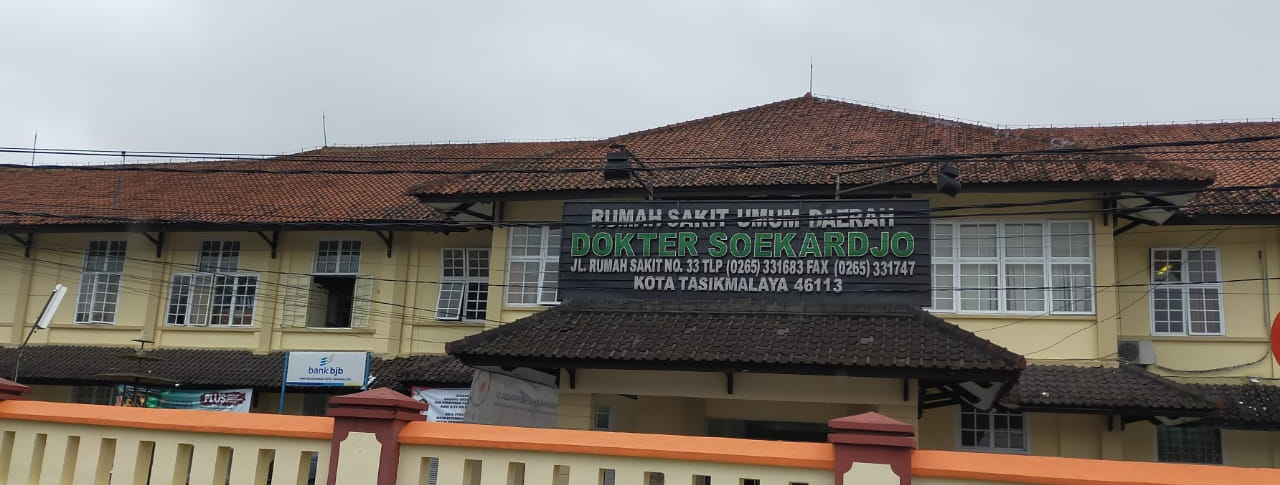 RUMAH SAKIT UMUM DAERAH
DOKTER SOEKARDJO
JL. RUMAH SAKIT NO. 33 TLP (0265) 331683 FAX (0265) 331747
KOTA TASIKMALAYA 46113
bank bjb
PLUS